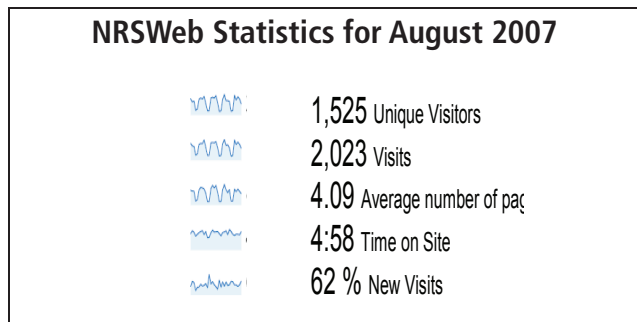 NRSWeb Statistics for August 2007
1,525 Unique Visitors
2,023 Visits
4.09 Average number of pag
4:58 Time on Site
62 % New Visits